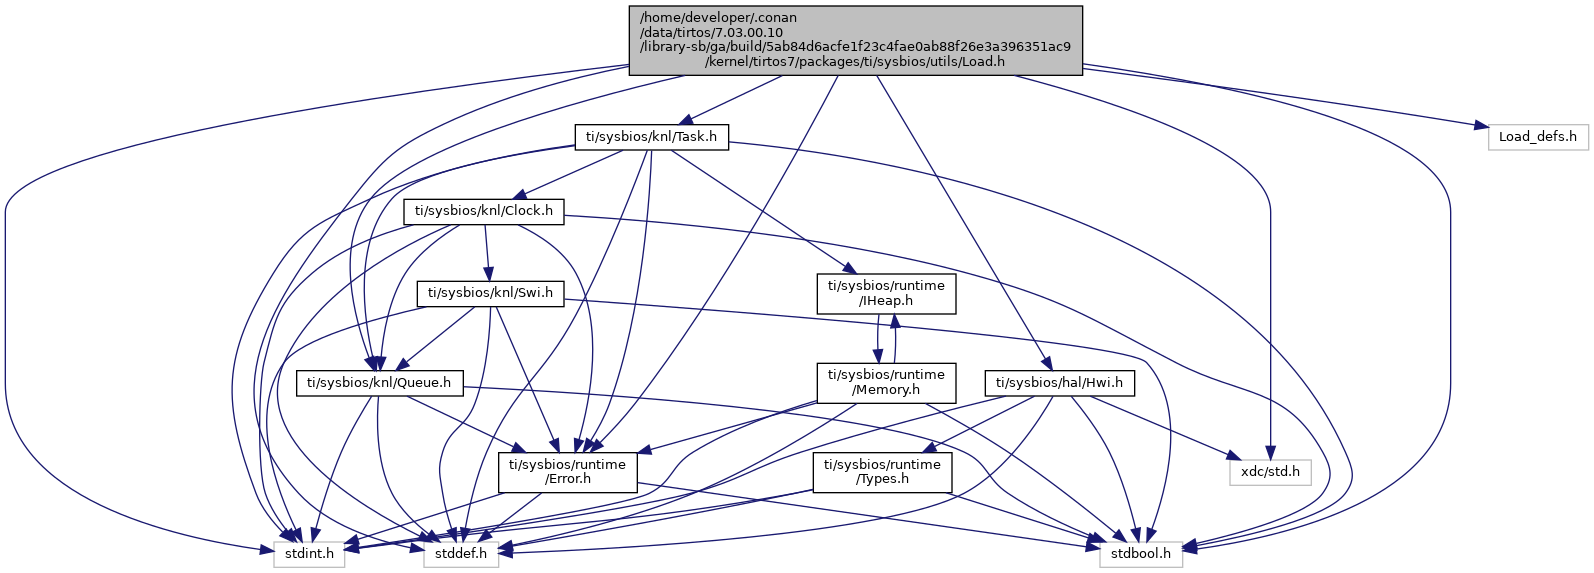 /home/developer/.conan
/data/tirtos/7.03.00.10
/library-sb/ga/build/5ab84d6acfe1f23c4fae0ab88f26e3a396351ac9
/kernel/tirtos7/packages/ti/sysbios/utils/Load.h
ti/sysbios/knl/Task.h
Load_defs.h
ti/sysbios/knl/Clock.h
ti/sysbios/knl/Swi.h
ti/sysbios/runtime
/IHeap.h
ti/sysbios/knl/Queue.h
ti/sysbios/runtime
/Memory.h
ti/sysbios/hal/Hwi.h
ti/sysbios/runtime
/Error.h
ti/sysbios/runtime
/Types.h
xdc/std.h
stdint.h
stddef.h
stdbool.h